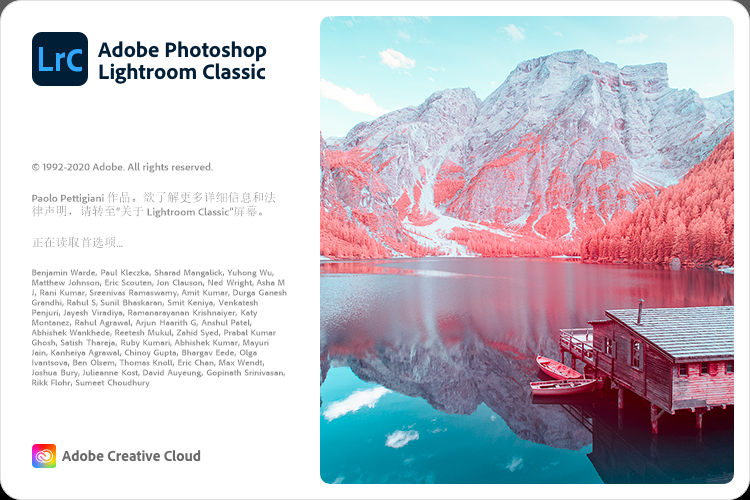 LrC
Adobe Photoshop
Lightroom Classic
© 1992-2020 Adobe. All rights reserved.
Paolo Pettigiani 作品。欲了解更多详细信息和法
律声明，请转至“关于 Lightroom Classic”屏幕。
正在读取首选项...
Benjamin Warde, Paul Kleczka, Sharad Mangalick, Yuhong Wu,
Matthew Johnson, Eric Scouten, Jon Clauson, Ned Wright, Asha M
J, Rani Kumar, Sreenivas Ramaswamy, Amit Kumar, Durga Ganesh
Grandhi, Rahul S, Sunil Bhaskaran, Smit Keniya, Venkatesh
Penjuri, Jayesh Viradiya, Ramanarayanan Krishnaiyer, Katy
Montanez, Rahul Agrawal, Arjun Haarith G, Anshul Patel,
Abhishek Wankhede, Reetesh Mukul, Zahid Syed, Prabal Kumar
Ghosh, Satish Thareja, Ruby Kumari, Abhishek Kumar, Mayuri
Jain, Kanheiya Agrawal, Chinoy Gupta, Bhargav Eede, Olga
Ivantsova, Ben Olsem, Thomas Knoll, Eric Chan, Max Wendt,
Joshua Bury, Julieanne Kost, David Auyeung, Gopinath Srinivasan,
Rikk Flohr, Sumeet Choudhury
Adobe Creative Cloud